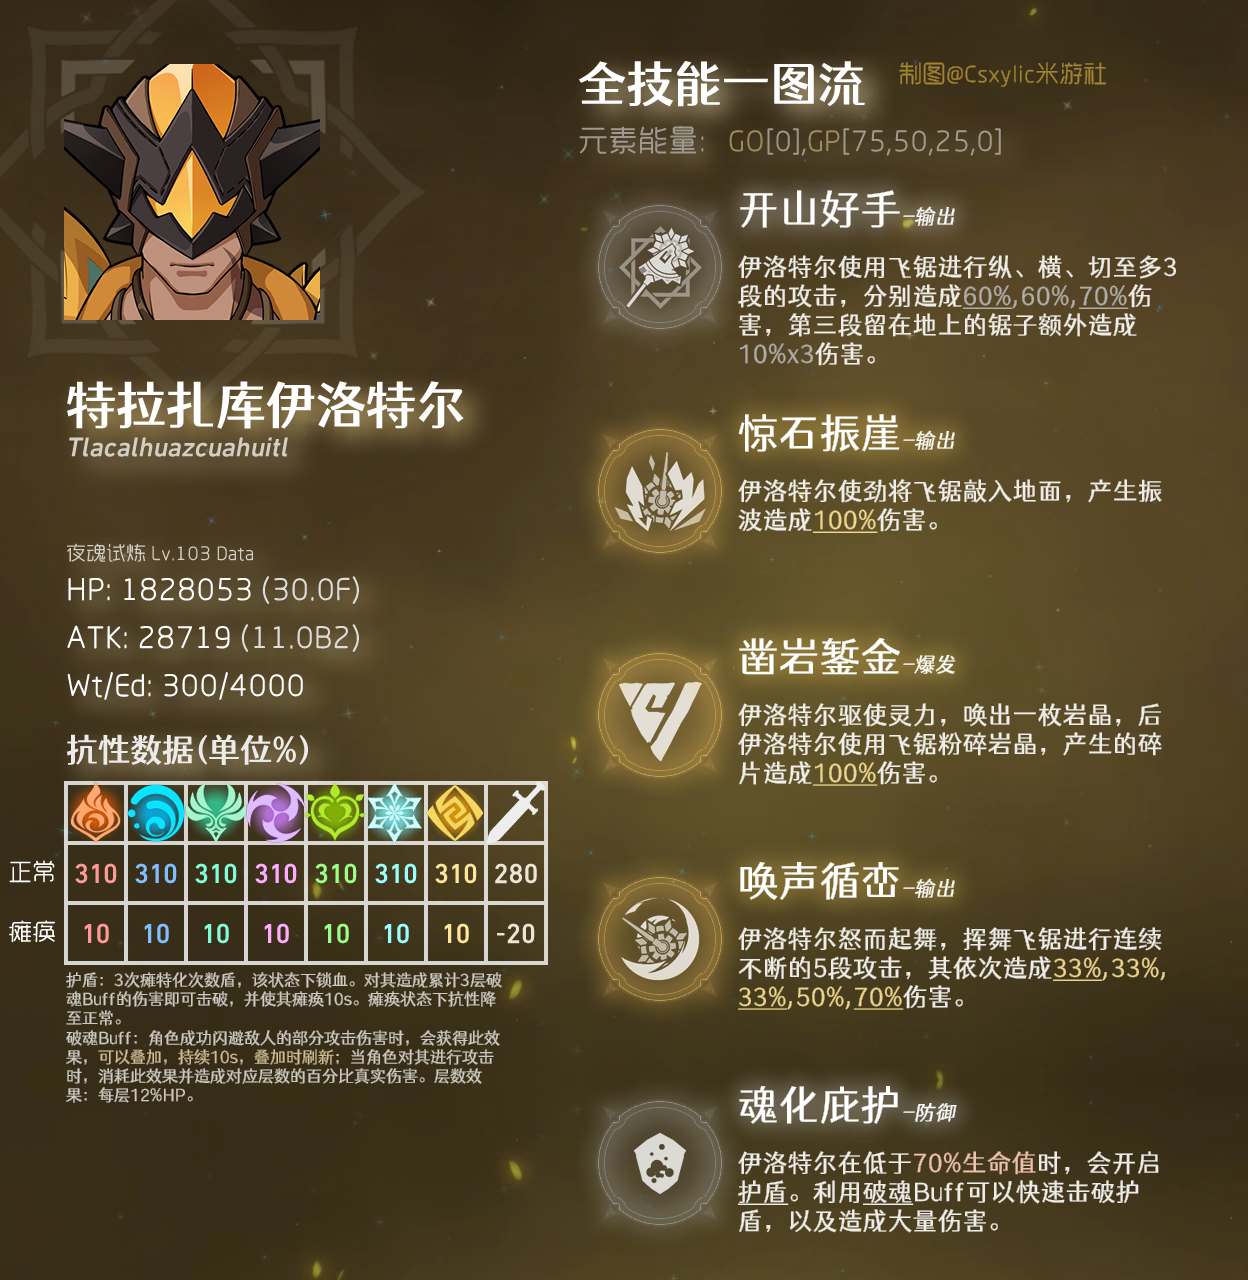 全技能一图流
制图@Csxylic米游社
元素能量： GO[0],GP[75,50,25,0]
特拉扎库伊洛特尔
Tlacalhuazcuahuitl
夜魂试炼 Lv.103 Data
HP: 1828053 (30.0F)
ATK: 28719 (11.0B2)
Wt/Ed: 300/4000
抗性数据(单位%)
正常 310 310 310 310 310 310 310 280
瘫痪 10 10 10 10 10 10 10 -20
护盾：3次瘫特化次数盾，该状态下锁血。对其造成累计3层破
魂Buff的伤害即可击破，并使其瘫痪10s。瘫痪状态下抗性降
至正常。
破魂Buff：角色成功闪避敌人的部分攻击伤害时，会获得此效
果，可以叠加，持续10s，叠加时刷新；当角色对其进行攻击
时，消耗此效果并造成对应层数的百分比真实伤害。层数效
果：每层12%HP。
开山好手–输出
伊洛特尔使用飞锯进行纵、横、切至多3
段的攻击，分别造成60%,60%,70%伤
害，第三段留在地上的锯子额外造成
10%x3伤害。
惊石振崖–输出
伊洛特尔使劲将飞锯敲入地面，产生振
波造成100%伤害。
凿岩錾金–爆发
伊洛特尔驱使灵力，唤出一枚岩晶，后
伊洛特尔使用飞锯粉碎岩晶，产生的碎
片造成100%伤害。
唤声循峦–输出
伊洛特尔怒而起舞，挥舞飞锯进行连续
不断的5段攻击，其依次造成33%,33%,
33%,50%,70%伤害。
魂化庇护–防御
伊洛特尔在低于70%生命值时，会开启
护盾。利用破魂Buff可以快速击破护
盾，以及造成大量伤害。